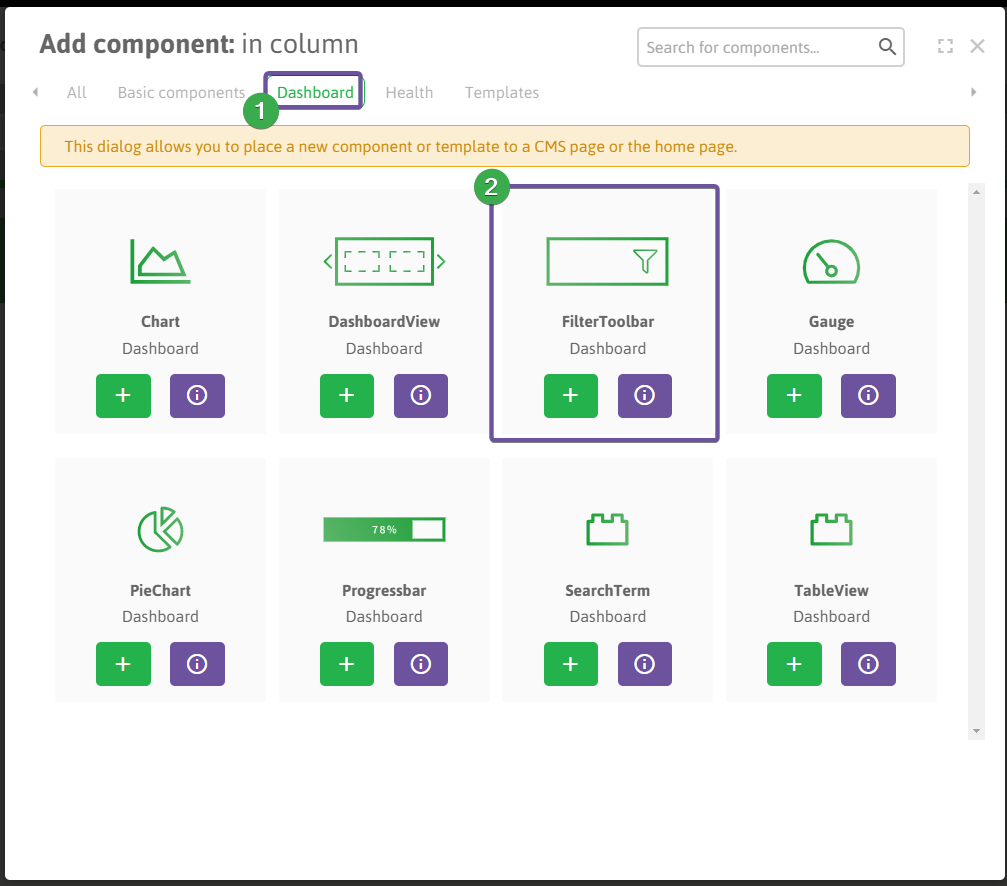 Add component: in column
Search for components...
All Basic components Dashboard Health Templates
1
This dialog allows you to place a new component or template to a CMS page or the home page.
2
Chart DashboardView FilterToolbar Gauge
Dashboard Dashboard Dashboard Dashboard
78%
PieChart Progressbar SearchTerm TableView
Dashboard Dashboard Dashboard Dashboard